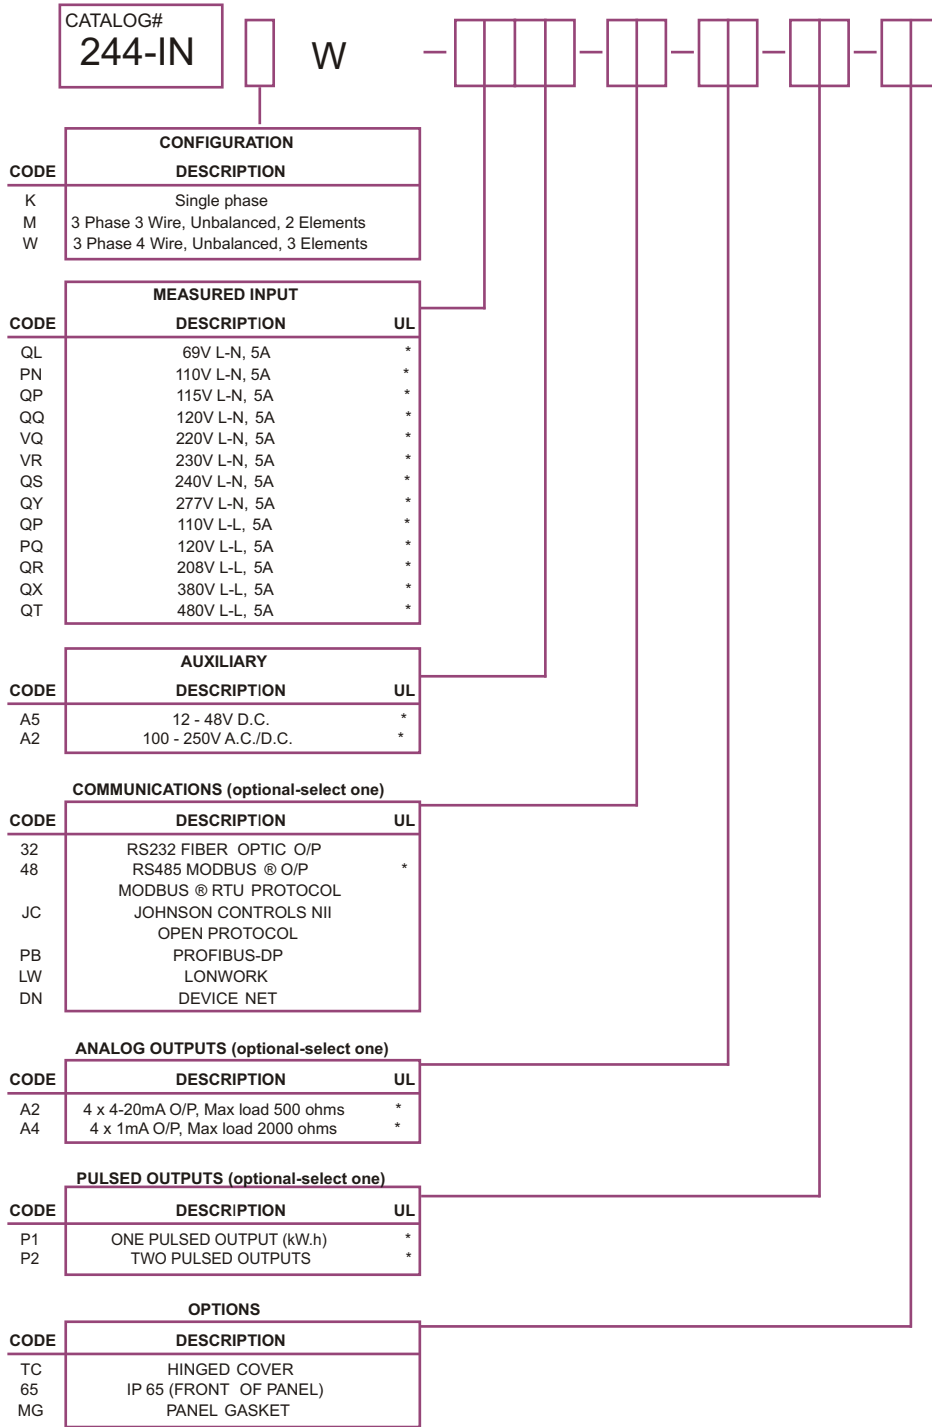 CATALOG#
244-IN W – – – – –
CONFIGURATION
CODE DESCRIPTION
K Single phase
M 3 Phase 3 Wire, Unbalanced, 2 Elements
W 3 Phase 4 Wire, Unbalanced, 3 Elements
MEASURED INPUT
CODE DESCRIPTION UL
QL 69V L-N, 5A *
PN 110V L-N, 5A *
QP 115V L-N, 5A *
QQ 120V L-N, 5A *
VQ 220V L-N, 5A *
VR 230V L-N, 5A *
QS 240V L-N, 5A *
QY 277V L-N, 5A *
QP 110V L-L, 5A *
PQ 120V L-L, 5A *
QR 208V L-L, 5A *
QX 380V L-L, 5A *
QT 480V L-L, 5A *
AUXILIARY
CODE DESCRIPTION UL
A5 12 - 48V D.C. *
A2 100 - 250V A.C./D.C. *
COMMUNICATIONS (optional-select one)
CODE DESCRIPTION UL
32 RS232 FIBER OPTIC O/P
48 RS485 MODBUS ® O/P *
MODBUS ® RTU PROTOCOL
JC JOHNSON CONTROLS NII
OPEN PROTOCOL
PB PROFIBUS-DP
LW LONWORK
DN DEVICE NET
ANALOG OUTPUTS (optional-select one)
CODE DESCRIPTION UL
A2 4 x 4-20mA O/P, Max load 500 ohms *
A4 4 x 1mA O/P, Max load 2000 ohms *
PULSED OUTPUTS (optional-select one)
CODE DESCRIPTION UL
P1 ONE PULSED OUTPUT (kW.h) *
P2 TWO PULSED OUTPUTS *
OPTIONS
CODE DESCRIPTION
TC HINGED COVER
65 IP 65 (FRONT OF PANEL)
MG PANEL GASKET